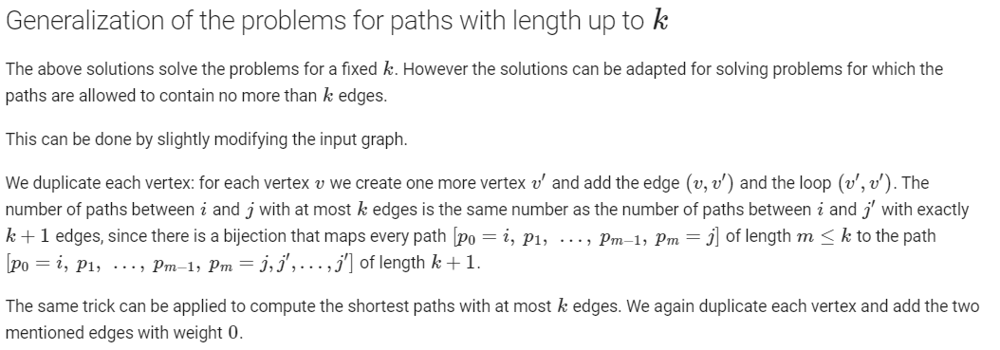 Generalization of the problems for paths with length up to k
The above solutions solve the problems for a fixed k. However the solutions can be adapted for solving problems for which the
paths are allowed to contain no more than k edges.
This can be done by slightly modifying the input graph.
We duplicate each vertex: for each vertex v we create one more vertex v′ and add the edge (v, v′) and the loop (v′, v′). The
number of paths between i and j with at most k edges is the same number as the number of paths between i and j′ with exactly
k + 1 edges, since there is a bijection that maps every path [p₀ = i, p₁, …, pₘ₋₁, pₘ = j] of length m ≤ k to the path
[p₀ = i, p₁, …, pₘ₋₁, pₘ = j, j′, …, j′] of length k + 1.
The same trick can be applied to compute the shortest paths with at most k edges. We again duplicate each vertex and add the two
mentioned edges with weight 0.